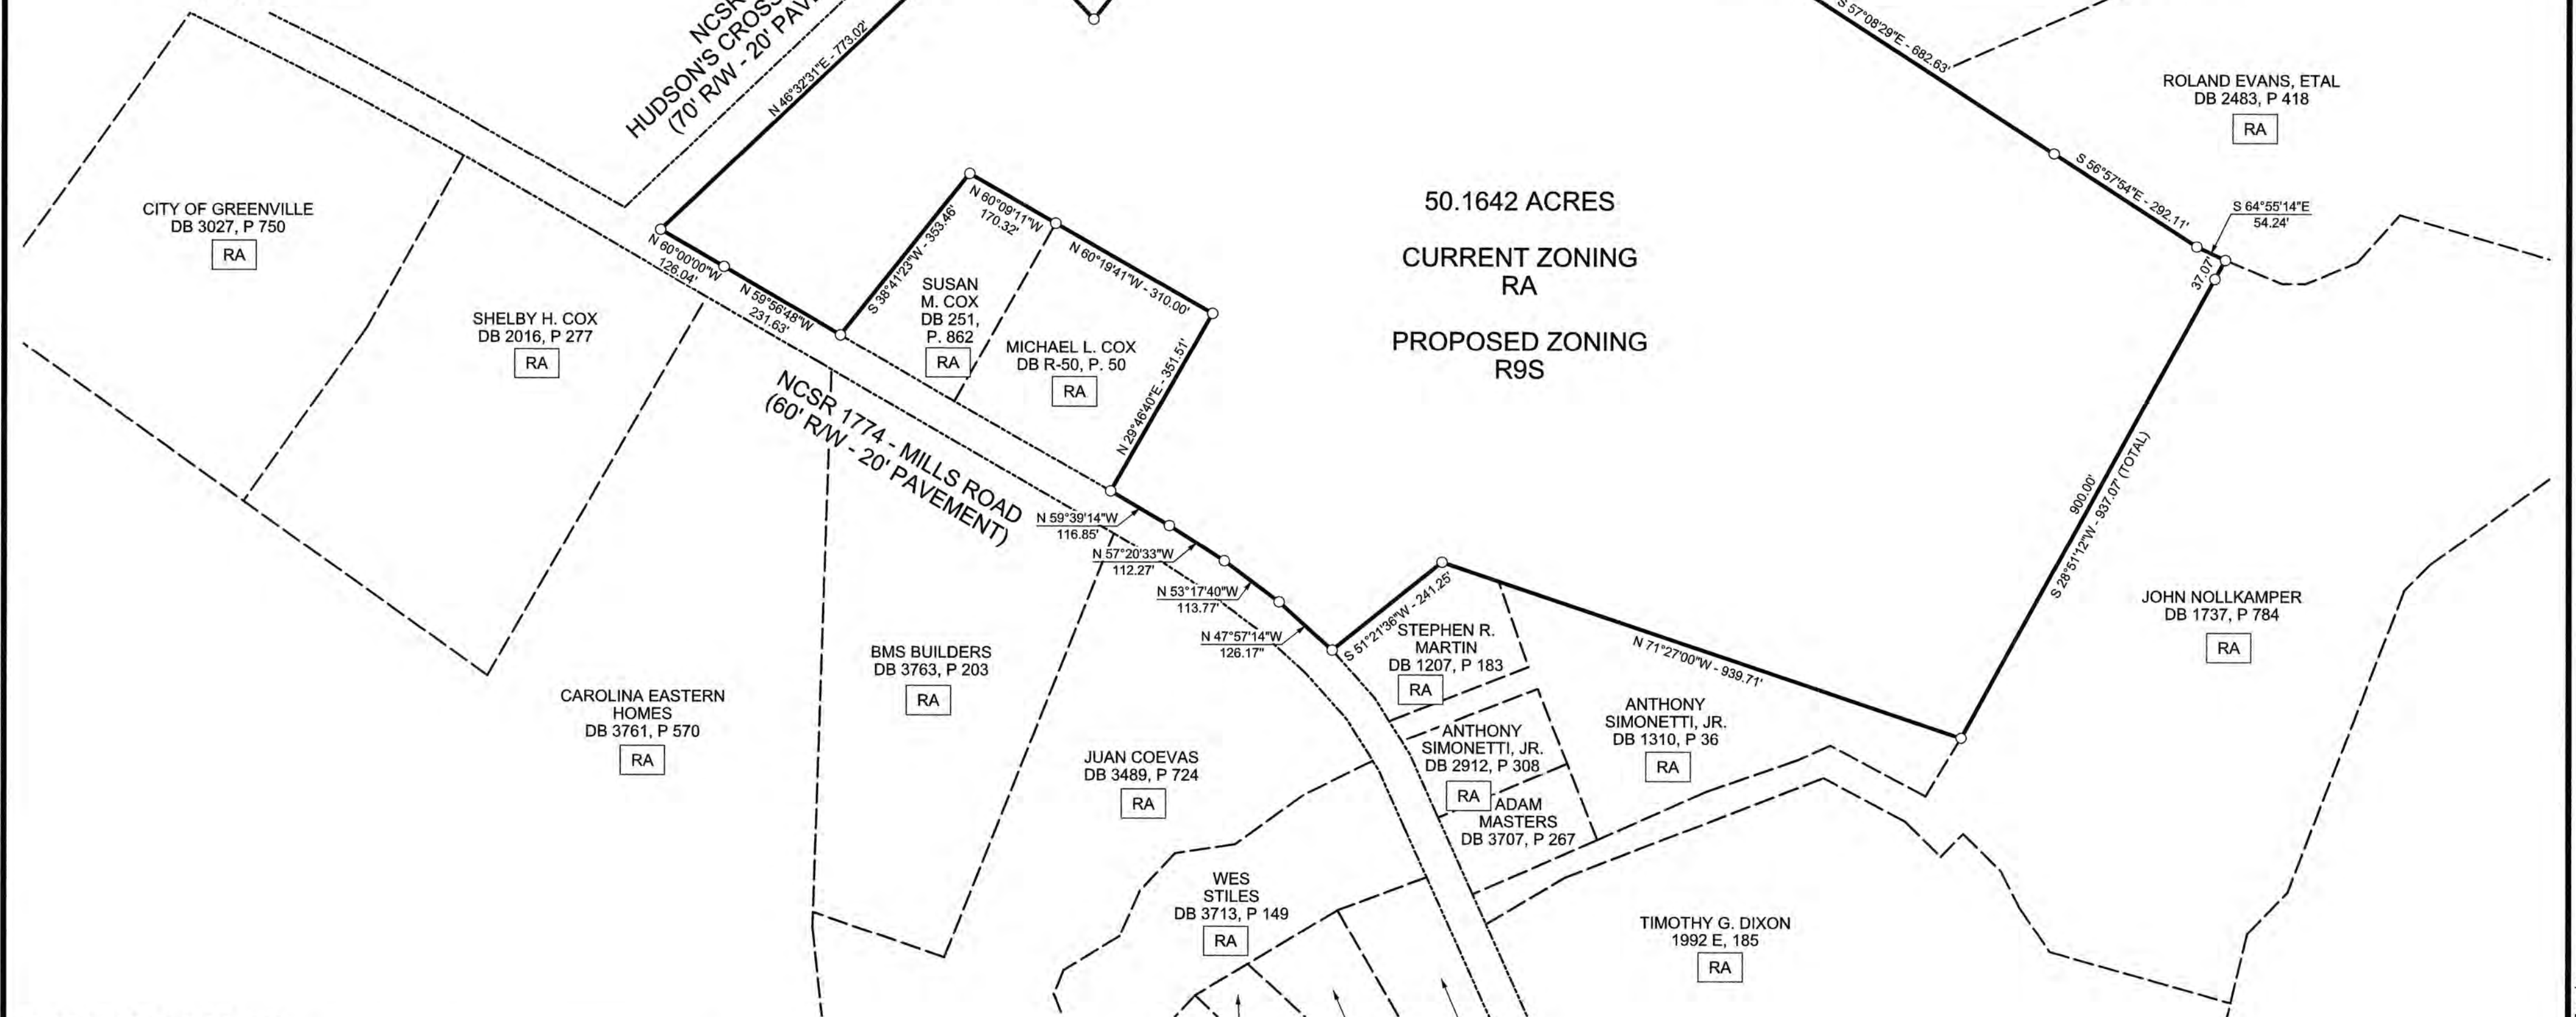 NCSR
HUDSON'S CROSS
(70' R/W - 20' PAV
N 46°32'31"E - 773.02'
S 57°08'29"E - 682.63'
ROLAND EVANS, ETAL
DB 2483, P 418
RA
S 56°57'54"E - 292.11'
S 64°55'14"E
54.24'
37.07'
CITY OF GREENVILLE
DB 3027, P 750
RA
N 60°00'00"W
126.04'
N 59°56'48"W
231.63'
S 38°41'23"W - 353.46'
N 60°09'11"W
170.32'
N 60°19'41"W - 310.00'
50.1642 ACRES
CURRENT ZONING
RA
PROPOSED ZONING
R9S
SHELBY H. COX
DB 2016, P 277
RA
SUSAN
M. COX
DB 251,
P. 862
RA
MICHAEL L. COX
DB R-50, P. 50
RA
N 29°46'40"E - 351.51'
NCSR 1774 - MILLS ROAD
(60' R/W - 20' PAVEMENT)
N 59°39'14"W
116.85'
N 57°20'33"W
112.27'
N 53°17'40"W
113.77'
N 47°57'14"W
126.17"
S 51°21'36"W - 241.25'
N 71°27'00"W - 939.71'
900.00'
S 28°51'12"W - 937.07' (TOTAL)
JOHN NOLLKAMPER
DB 1737, P 784
RA
STEPHEN R.
MARTIN
DB 1207, P 183
RA
BMS BUILDERS
DB 3763, P 203
RA
CAROLINA EASTERN
HOMES
DB 3761, P 570
RA
ANTHONY
SIMONETTI, JR.
DB 1310, P 36
RA
ANTHONY
SIMONETTI, JR.
DB 2912, P 308
RA
JUAN COEVAS
DB 3489, P 724
RA
ADAM
MASTERS
DB 3707, P 267
WES
STILES
DB 3713, P 149
RA
TIMOTHY G. DIXON
1992 E, 185
RA